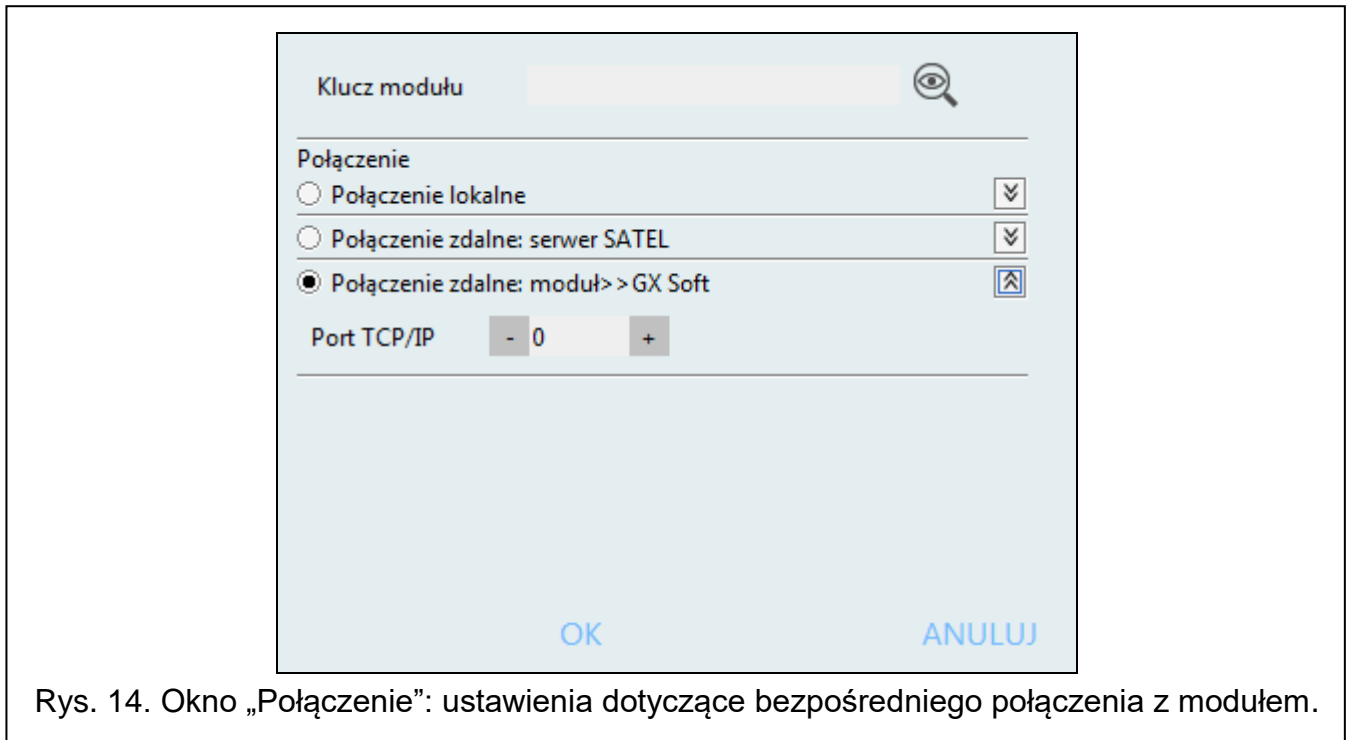 Klucz modułu
Połączenie
Połączenie lokalne
Połączenie zdalne: serwer SATEL
Połączenie zdalne: moduł>>GX Soft
Port TCP/IP - 0 +
OK ANULUJ
Rys. 14. Okno „Połączenie”: ustawienia dotyczące bezpośredniego połączenia z modułem.